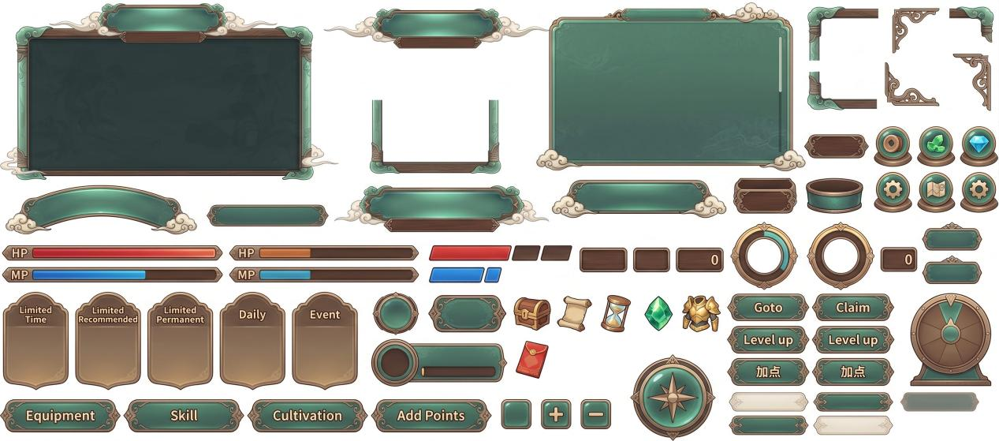 HP
HP
MP
MP
0
0
Limited
Time
Limited
Recommended
Limited
Permanent
Daily
Event
Goto
Claim
Level up
Level up
加点
加点
Equipment
Skill
Cultivation
Add Points